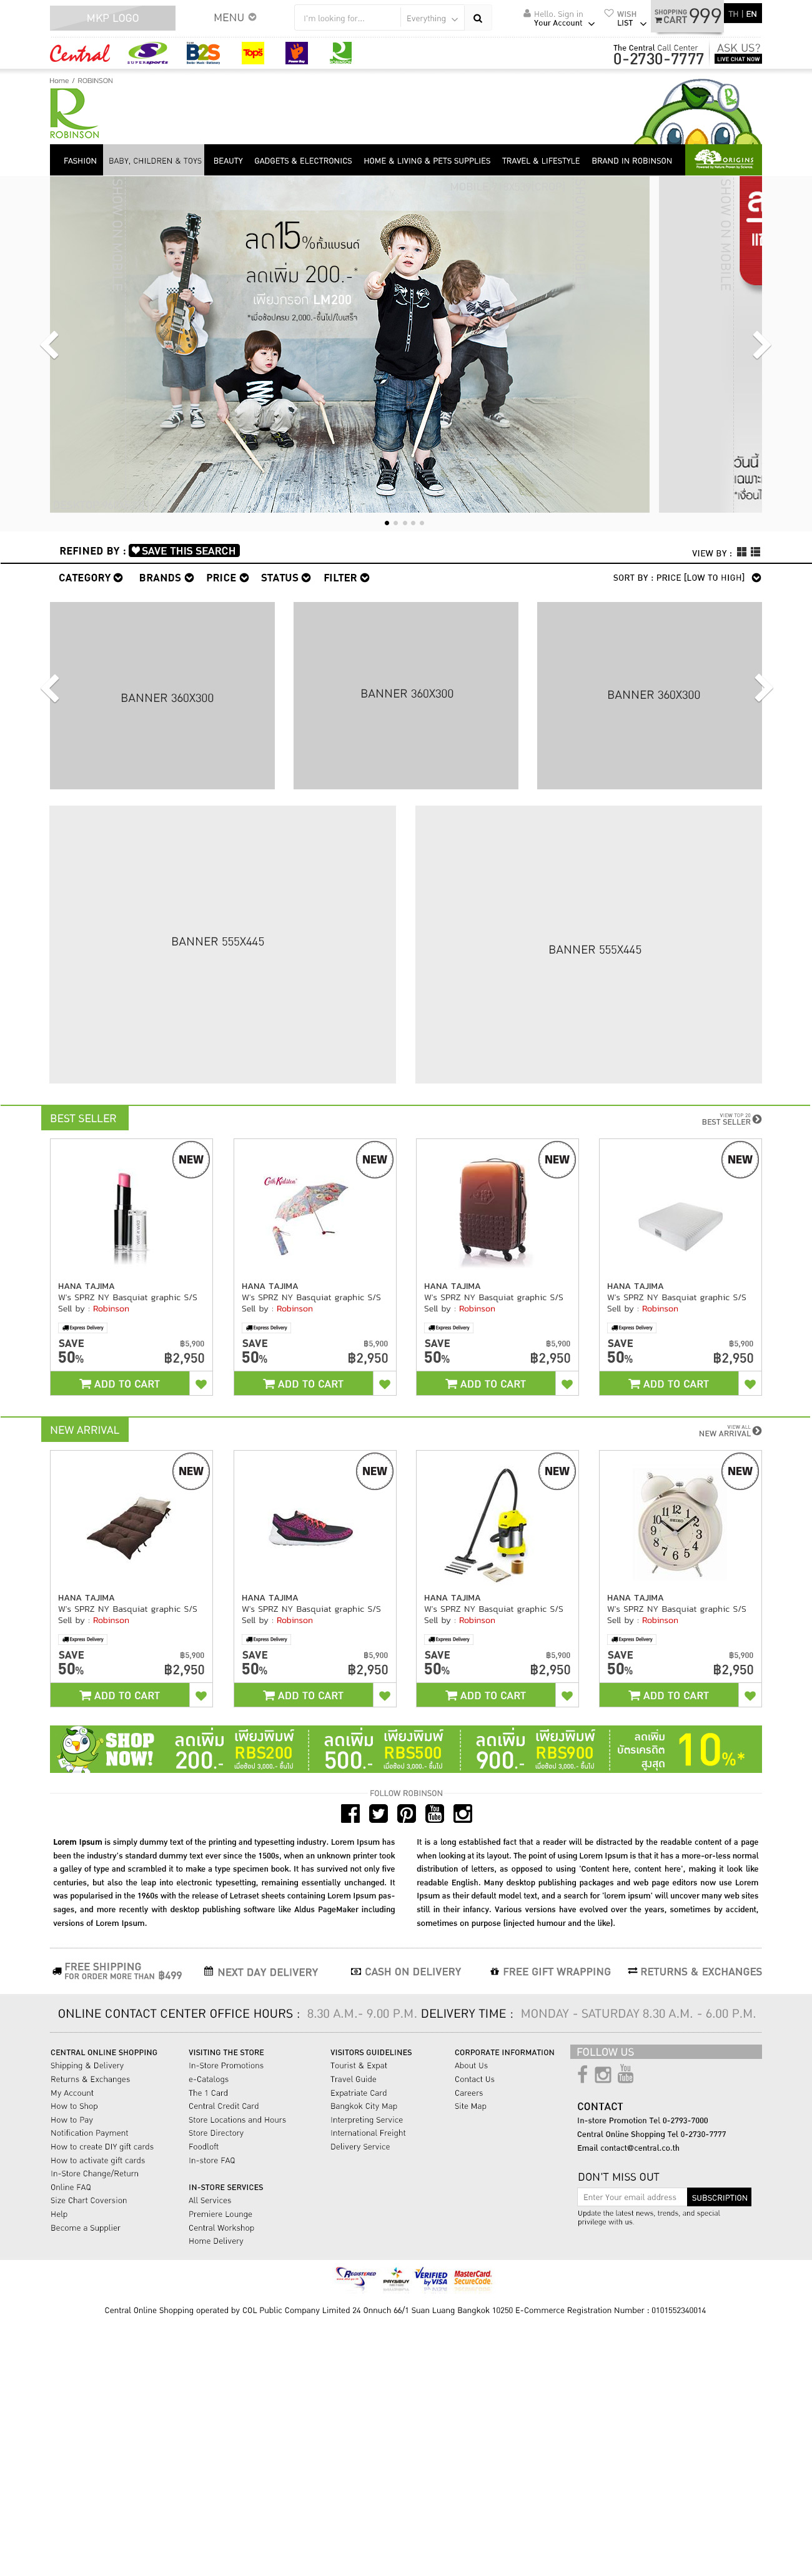 MKP LOGO
MENU
I'm looking for...
Everything
Hello, Sign in
Your Account
WISH
LIST
SHOPPING
CART 999
TH | EN
Central
SUPERSPORTS
B2S
Tops
The Central Call Center
0-2730-7777
ASK US?
LIVE CHAT NOW
Home / ROBINSON
R
ROBINSON
FASHION
BABY, CHILDREN & TOYS
BEAUTY
GADGETS & ELECTRONICS
HOME & LIVING & PETS SUPPLIES
TRAVEL & LIFESTYLE
BRAND IN ROBINSON
ORIGINS
Powered by Nature. Proven by Science.
SHOW ON MOBILE
ลด15%ทั้งแบรนด์
ลดเพิ่ม 200.-*
เพียงกรอกโค้ด LM200
*เมื่อช้อปครบ 2,000.-ขึ้นไป/ใบเสร็จ
SHOW ON MOBILE
วันนี้
เฉพาะ
*เงื่อนไ
REFINED BY :
SAVE THIS SEARCH
VIEW BY :
CATEGORY
BRANDS
PRICE
STATUS
FILTER
SORT BY : PRICE [LOW TO HIGH]
BANNER 360X300
BANNER 360X300
BANNER 360X300
BANNER 555X445
BANNER 555X445
BEST SELLER
VIEW TOP 20
BEST SELLER
NEW
NEW
NEW
NEW
Cath Kidston
HANA TAJIMA
W's SPRZ NY Basquiat graphic S/S
Sell by : Robinson
Express Delivery
SAVE
฿5,900
50%
฿2,950
ADD TO CART
HANA TAJIMA
W's SPRZ NY Basquiat graphic S/S
Sell by : Robinson
Express Delivery
SAVE
฿5,900
50%
฿2,950
ADD TO CART
HANA TAJIMA
W's SPRZ NY Basquiat graphic S/S
Sell by : Robinson
Express Delivery
SAVE
฿5,900
50%
฿2,950
ADD TO CART
HANA TAJIMA
W's SPRZ NY Basquiat graphic S/S
Sell by : Robinson
Express Delivery
SAVE
฿5,900
50%
฿2,950
ADD TO CART
NEW ARRIVAL
VIEW ALL
NEW ARRIVAL
NEW
NEW
NEW
NEW
SEIKO
HANA TAJIMA
W's SPRZ NY Basquiat graphic S/S
Sell by : Robinson
Express Delivery
SAVE
฿5,900
50%
฿2,950
ADD TO CART
HANA TAJIMA
W's SPRZ NY Basquiat graphic S/S
Sell by : Robinson
Express Delivery
SAVE
฿5,900
50%
฿2,950
ADD TO CART
HANA TAJIMA
W's SPRZ NY Basquiat graphic S/S
Sell by : Robinson
Express Delivery
SAVE
฿5,900
50%
฿2,950
ADD TO CART
HANA TAJIMA
W's SPRZ NY Basquiat graphic S/S
Sell by : Robinson
Express Delivery
SAVE
฿5,900
50%
฿2,950
ADD TO CART
SHOP
NOW!
ลดเพิ่ม
200.-
เพียงพิมพ์
RBS200
เมื่อช้อป 3,000.- ขึ้นไป
ลดเพิ่ม
500.-
เพียงพิมพ์
RBS500
เมื่อช้อป 3,000.- ขึ้นไป
ลดเพิ่ม
900.-
เพียงพิมพ์
RBS900
เมื่อช้อป 3,000.- ขึ้นไป
ลดเพิ่ม
บัตรเครดิต
สูงสุด
10%*
FOLLOW ROBINSON
Lorem Ipsum is simply dummy text of the printing and typesetting industry. Lorem Ipsum has
been the industry's standard dummy text ever since the 1500s, when an unknown printer took
a galley of type and scrambled it to make a type specimen book. It has survived not only five
centuries, but also the leap into electronic typesetting, remaining essentially unchanged. It
was popularised in the 1960s with the release of Letraset sheets containing Lorem Ipsum pas-
sages, and more recently with desktop publishing software like Aldus PageMaker including
versions of Lorem Ipsum.
It is a long established fact that a reader will be distracted by the readable content of a page
when looking at its layout. The point of using Lorem Ipsum is that it has a more-or-less normal
distribution of letters, as opposed to using 'Content here, content here', making it look like
readable English. Many desktop publishing packages and web page editors now use Lorem
Ipsum as their default model text, and a search for 'lorem ipsum' will uncover many web sites
still in their infancy. Various versions have evolved over the years, sometimes by accident,
sometimes on purpose (injected humour and the like).
FREE SHIPPING
FOR ORDER MORE THAN ฿499
NEXT DAY DELIVERY
CASH ON DELIVERY
FREE GIFT WRAPPING
RETURNS & EXCHANGES
ONLINE CONTACT CENTER OFFICE HOURS : 8.30 A.M.- 9.00 P.M. DELIVERY TIME : MONDAY - SATURDAY 8.30 A.M. - 6.00 P.M.
CENTRAL ONLINE SHOPPING
Shipping & Delivery
Returns & Exchanges
My Account
How to Shop
How to Pay
Notification Payment
How to create DIY gift cards
How to activate gift cards
In-Store Change/Return
Online FAQ
Size Chart Coversion
Help
Become a Supplier
VISITING THE STORE
In-Store Promotions
e-Catalogs
The 1 Card
Central Credit Card
Store Locations and Hours
Store Directory
Foodloft
In-store FAQ
IN-STORE SERVICES
All Services
Premiere Lounge
Central Workshop
Home Delivery
VISITORS GUIDELINES
Tourist & Expat
Travel Guide
Expatriate Card
Bangkok City Map
Interpreting Service
International Freight
Delivery Service
CORPORATE INFORMATION
About Us
Contact Us
Careers
Site Map
FOLLOW US
CONTACT
In-store Promotion Tel 0-2793-7000
Central Online Shopping Tel 0-2730-7777
Email contact@central.co.th
DON'T MISS OUT
Enter Your email address
SUBSCRIPTION
Update the latest news, trends, and special
privilege with us.
REGISTERED
PAYSBUY
VERIFIED
by VISA
MasterCard.
SecureCode.
Central Online Shopping operated by COL Public Company Limited 24 Onnuch 66/1 Suan Luang Bangkok 10250 E-Commerce Registration Number : 0101552340014